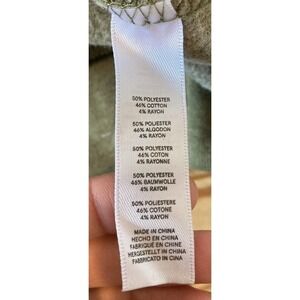 50% POLYESTER
46% COTTON
4% RAYON
50% POLIESTER
46% ALGODON
4% RAYON
50% POLYESTER
46% COTON
4% RAYONNE
50% POLYESTER
46% BAUMWOLLE
4% RAYON
50% POLIESTERE
46% COTONE
4% RAYON
MADE IN CHINA
HECHO EN CHINA
FABRIQUÉ EN CHINE
HERGESTELLT IN CHINA
FABBRICATO IN CINA